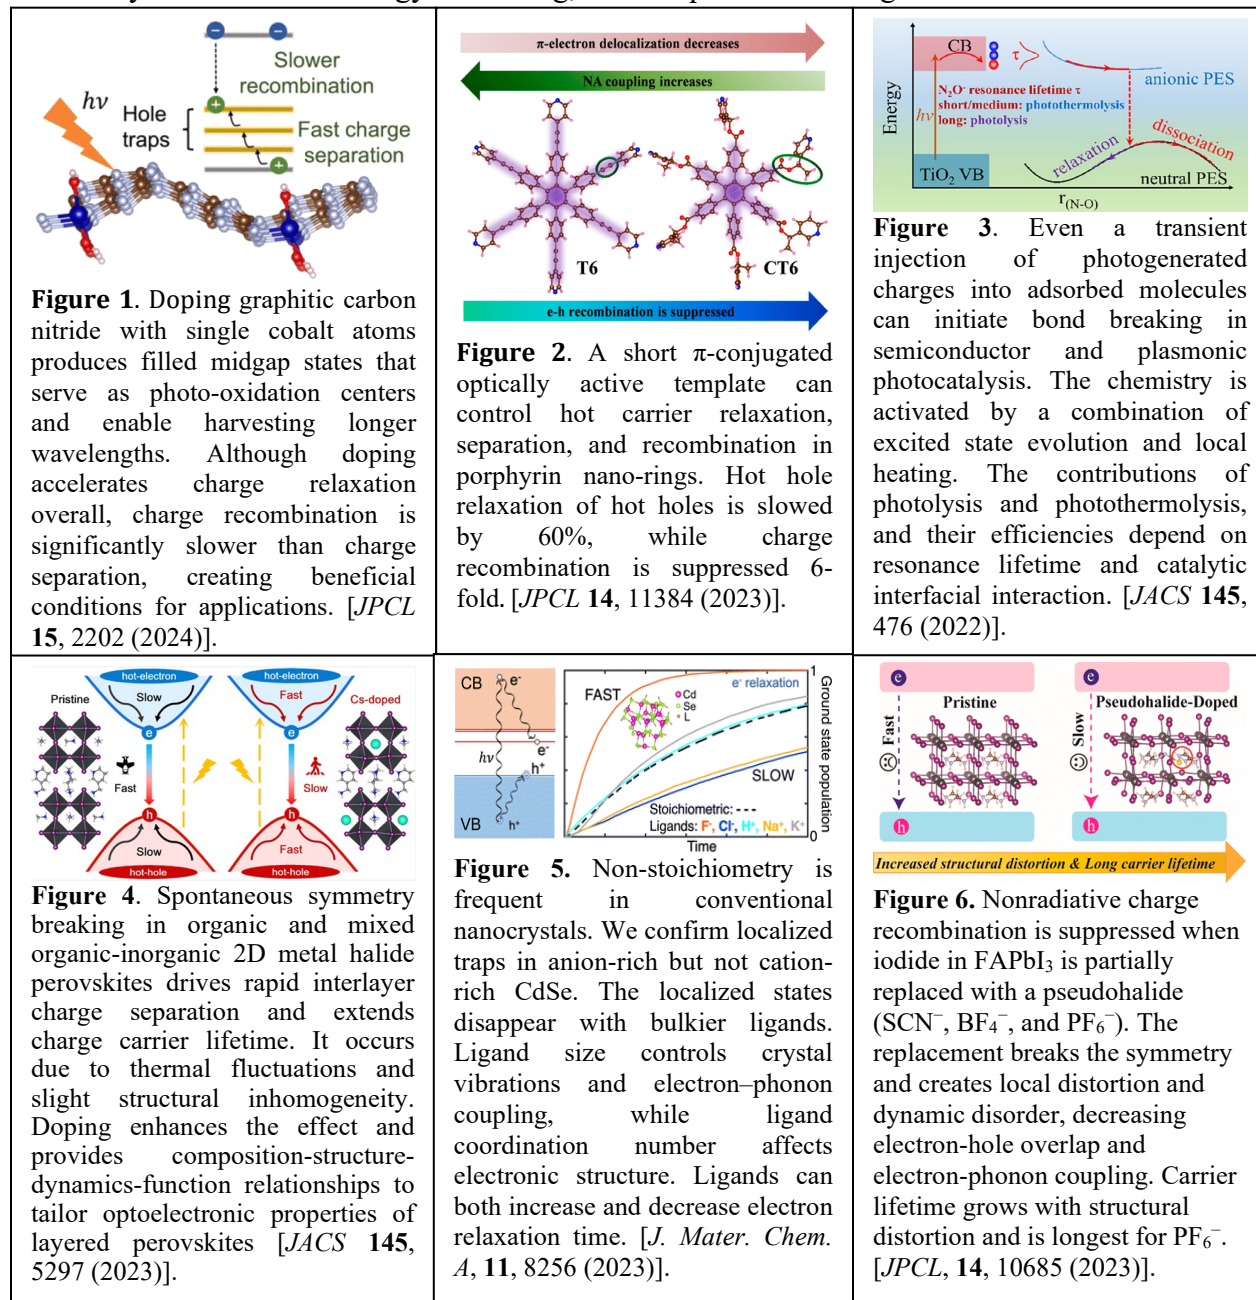 Slower
recombination
hν
Hole
traps
Fast charge
separation
Figure 1. Doping graphitic carbon
nitride with single cobalt atoms
produces filled midgap states that
serve as photo-oxidation centers
and enable harvesting longer
wavelengths. Although doping
accelerates charge relaxation
overall, charge recombination is
significantly slower than charge
separation, creating beneficial
conditions for applications. [JPCL
15, 2202 (2024)].
π-electron delocalization decreases
NA coupling increases
T6
CT6
e-h recombination is suppressed
Figure 2. A short π-conjugated
optically active template can
control hot carrier relaxation,
separation, and recombination in
porphyrin nano-rings. Hot hole
relaxation of hot holes is slowed
by 60%, while charge
recombination is suppressed 6-
fold. [JPCL 14, 11384 (2023)].
Energy
CB
τ
anionic PES
N₂O⁻ resonance lifetime τ
short/medium: photothermolysis
long: photolysis
hν
dissociation
relaxation
TiO₂ VB
neutral PES
r(N-O)
Figure 3. Even a transient
injection of photogenerated
charges into adsorbed molecules
can initiate bond breaking in
semiconductor and plasmonic
photocatalysis. The chemistry is
activated by a combination of
excited state evolution and local
heating. The contributions of
photolysis and photothermolysis,
and their efficiencies depend on
resonance lifetime and catalytic
interfacial interaction. [JACS 145,
476 (2022)].
hot-electron
hot-electron
Pristine
Slow
Fast
Cs-doped
e
e
Fast
Slow
h
h
Slow
Fast
hot-hole
hot-hole
Figure 4. Spontaneous symmetry
breaking in organic and mixed
organic-inorganic 2D metal halide
perovskites drives rapid interlayer
charge separation and extends
charge carrier lifetime. It occurs
due to thermal fluctuations and
slight structural inhomogeneity.
Doping enhances the effect and
provides composition-structure-
dynamics-function relationships to
tailor optoelectronic properties of
layered perovskites [JACS 145,
5297 (2023)].
CB
e⁻
hν
e⁻
h⁺
VB
h⁺
FAST
Cd
Se
L
e⁻ relaxation
SLOW
Stoichiometric: ---
Ligands: F⁻, Cl⁻, H⁺, Na⁺, K⁺
Time
1
Ground state population
0
Figure 5. Non-stoichiometry is
frequent in conventional
nanocrystals. We confirm localized
traps in anion-rich but not cation-
rich CdSe. The localized states
disappear with bulkier ligands.
Ligand size controls crystal
vibrations and electron–phonon
coupling, while ligand
coordination number affects
electronic structure. Ligands can
both increase and decrease electron
relaxation time. [J. Mater. Chem.
A, 11, 8256 (2023)].
e
e
Pristine
Pseudohalide-Doped
Fast
Slow
h
h
Increased structural distortion & Long carrier lifetime
Figure 6. Nonradiative charge
recombination is suppressed when
iodide in FAPbI₃ is partially
replaced with a pseudohalide
(SCN⁻, BF₄⁻, and PF₆⁻). The
replacement breaks the symmetry
and creates local distortion and
dynamic disorder, decreasing
electron-hole overlap and
electron-phonon coupling. Carrier
lifetime grows with structural
distortion and is longest for PF₆⁻.
[JPCL, 14, 10685 (2023)].